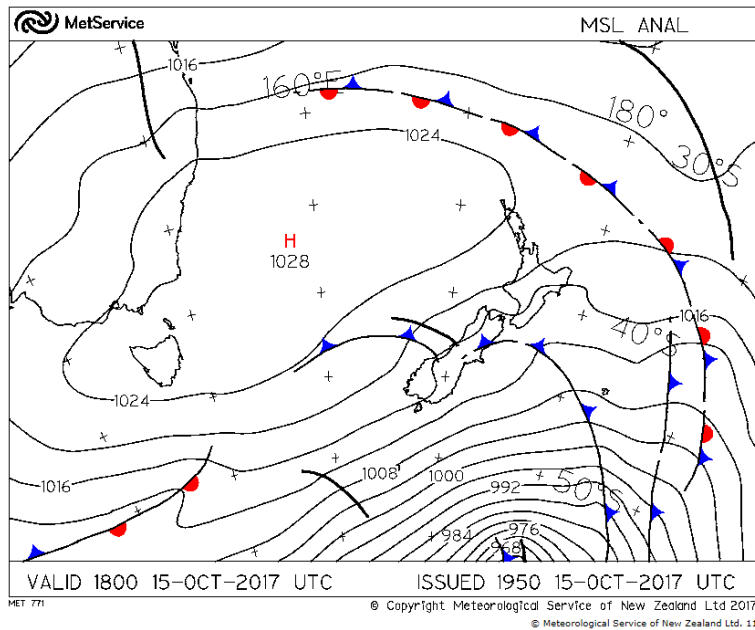 MetService
MSL ANAL
1016
160°E
180°
1024
30°S
H
1028
1016
40°S
1024
1008
1000
1016
992
50°S
984
976
968
VALID 1800 15-OCT-2017 UTC
ISSUED 1950 15-OCT-2017 UTC
MET 771
© Copyright Meteorological Service of New Zealand Ltd 2017
© Meteorological Service of New Zealand Ltd. 11